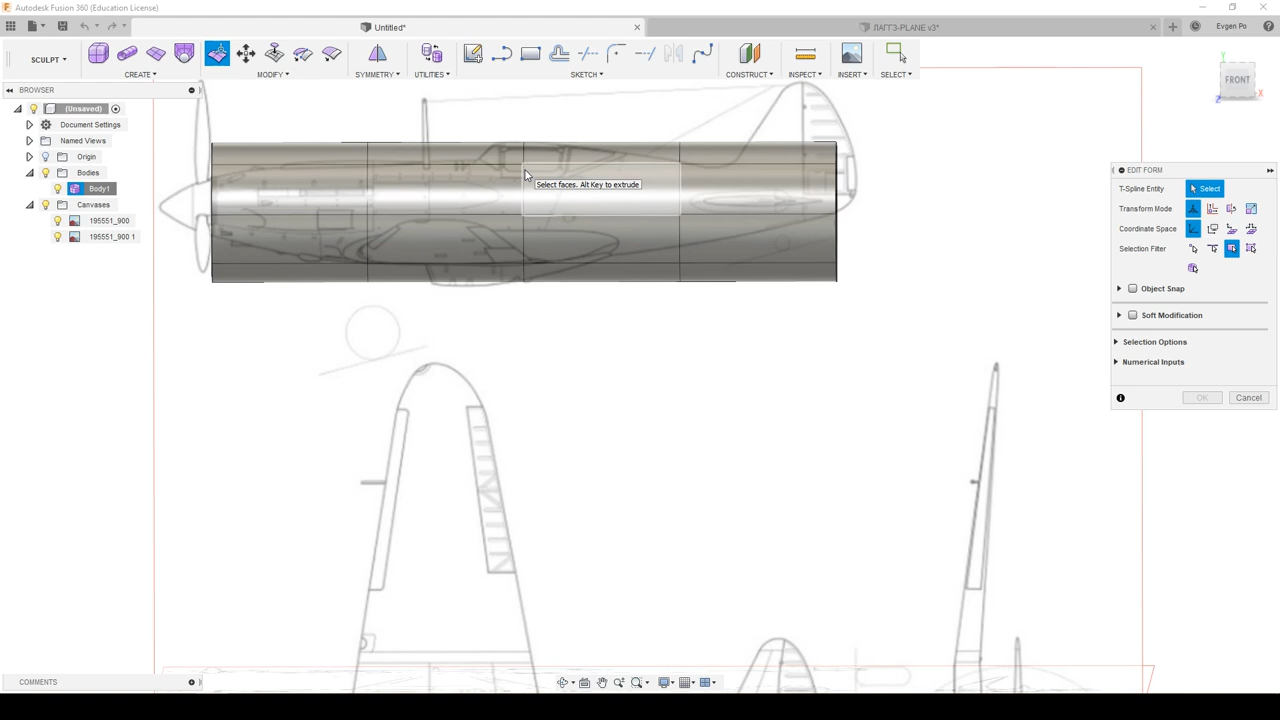 Autodesk Fusion 360 (Education License)
Untitled*
ЛАГГЗ-PLANE v3*
Evgen Po
SCULPT
CREATE
MODIFY
SYMMETRY
UTILITIES
SKETCH
CONSTRUCT
INSPECT
INSERT
SELECT
BROWSER
(Unsaved)
Document Settings
Named Views
Origin
Bodies
Body1
Canvases
195551_900
195551_900 1
Select faces. Alt Key to extrude
FRONT
Y
X
Z
EDIT FORM
T-Spline Entity
Select
Transform Mode
Coordinate Space
Selection Filter
Object Snap
Soft Modification
Selection Options
Numerical Inputs
OK
Cancel
COMMENTS